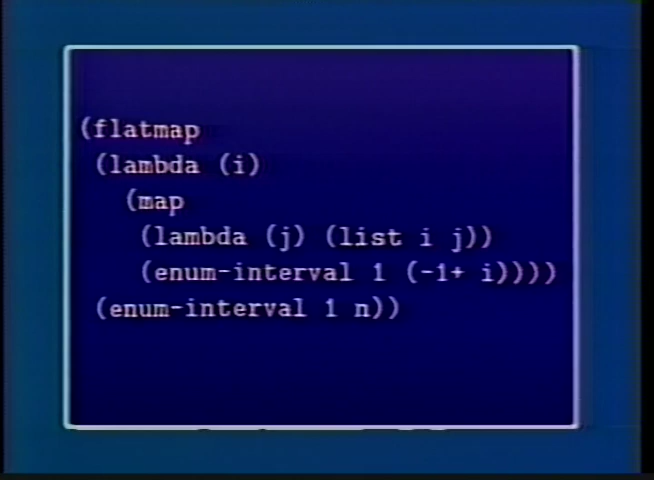 (flatmap
(lambda (i)
(map
(lambda (j) (list i j))
(enum-interval 1 (-1+ i))))
(enum-interval 1 n))